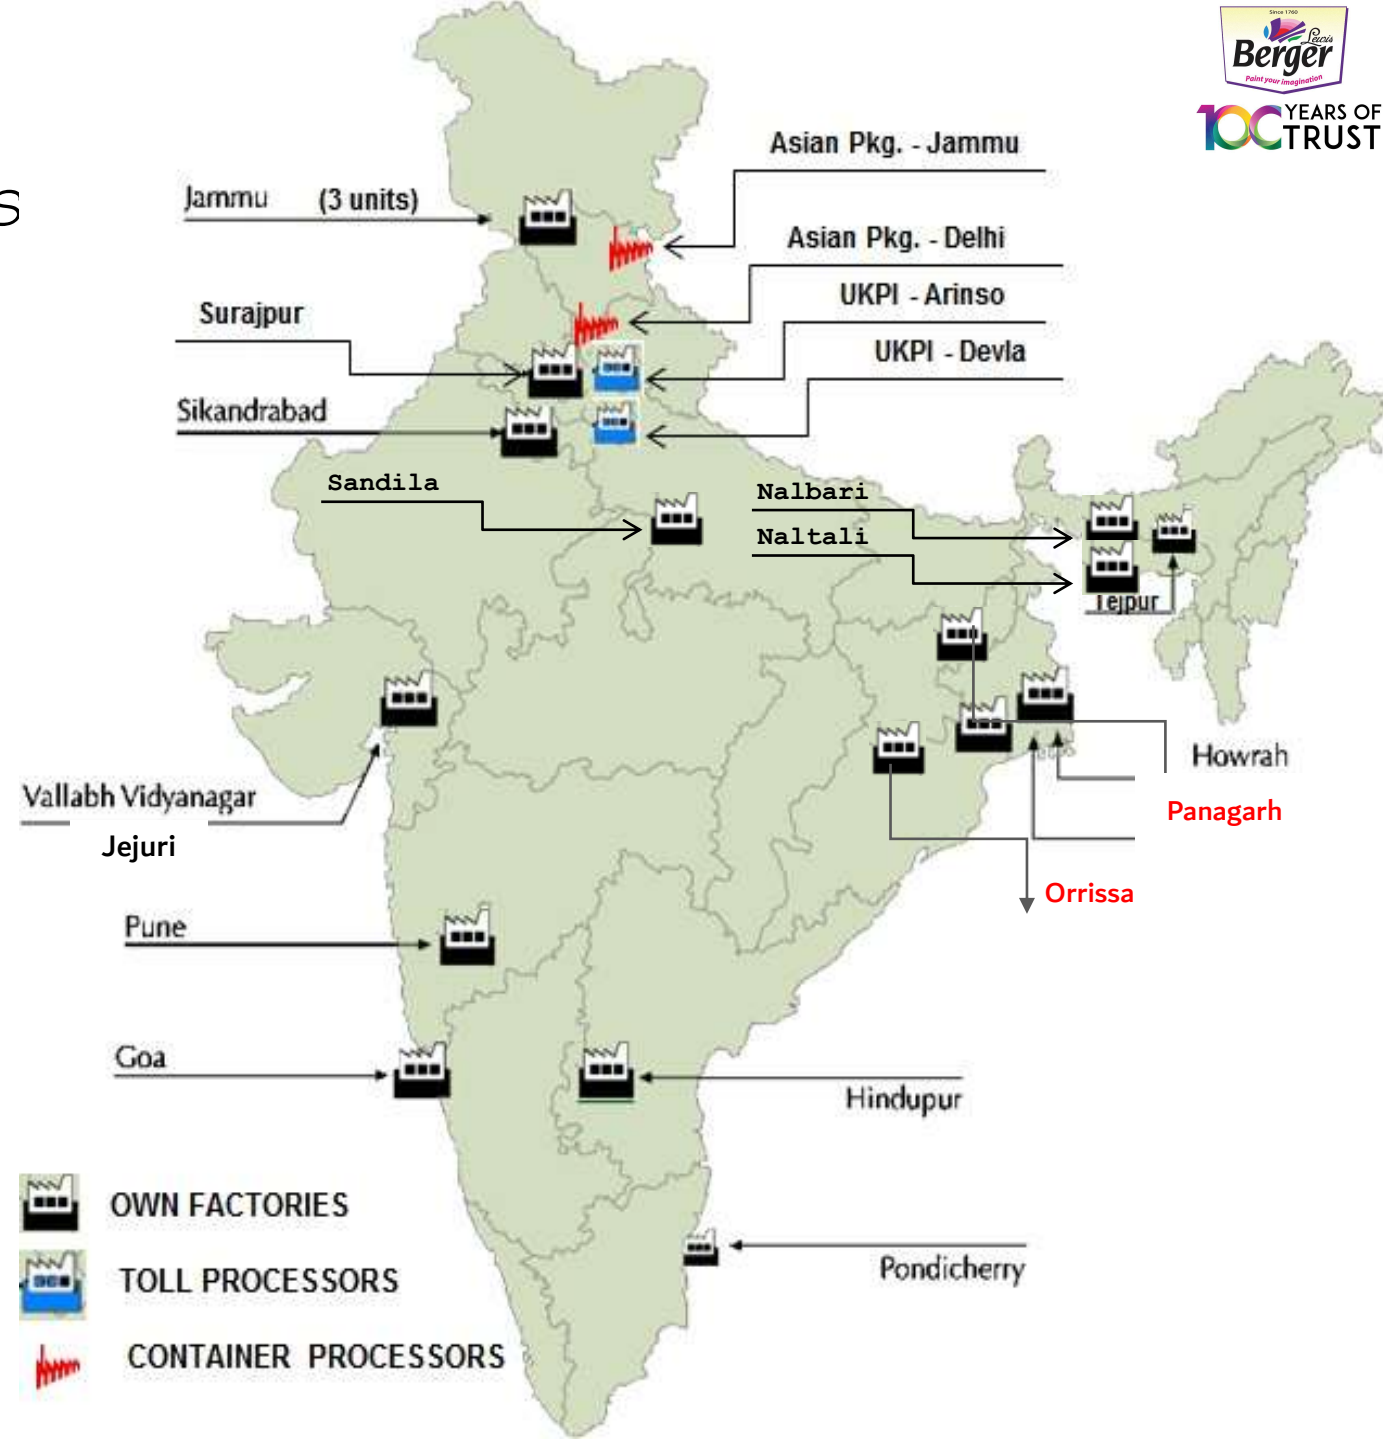 Since 1760
Lewis
Berger
Paint your imagination
100 YEARS OF
TRUST
s
Asian Pkg. - Jammu
Jammu (3 units)
Asian Pkg. - Delhi
UKPI - Arinso
Surajpur
UKPI - Devla
Sikandrabad
Sandila
Nalbari
Naltali
Tejpur
Howrah
Vallabh Vidyanagar
Panagarh
Jejuri
Orrissa
Pune
Goa
Hindupur
OWN FACTORIES
Pondicherry
TOLL PROCESSORS
CONTAINER PROCESSORS